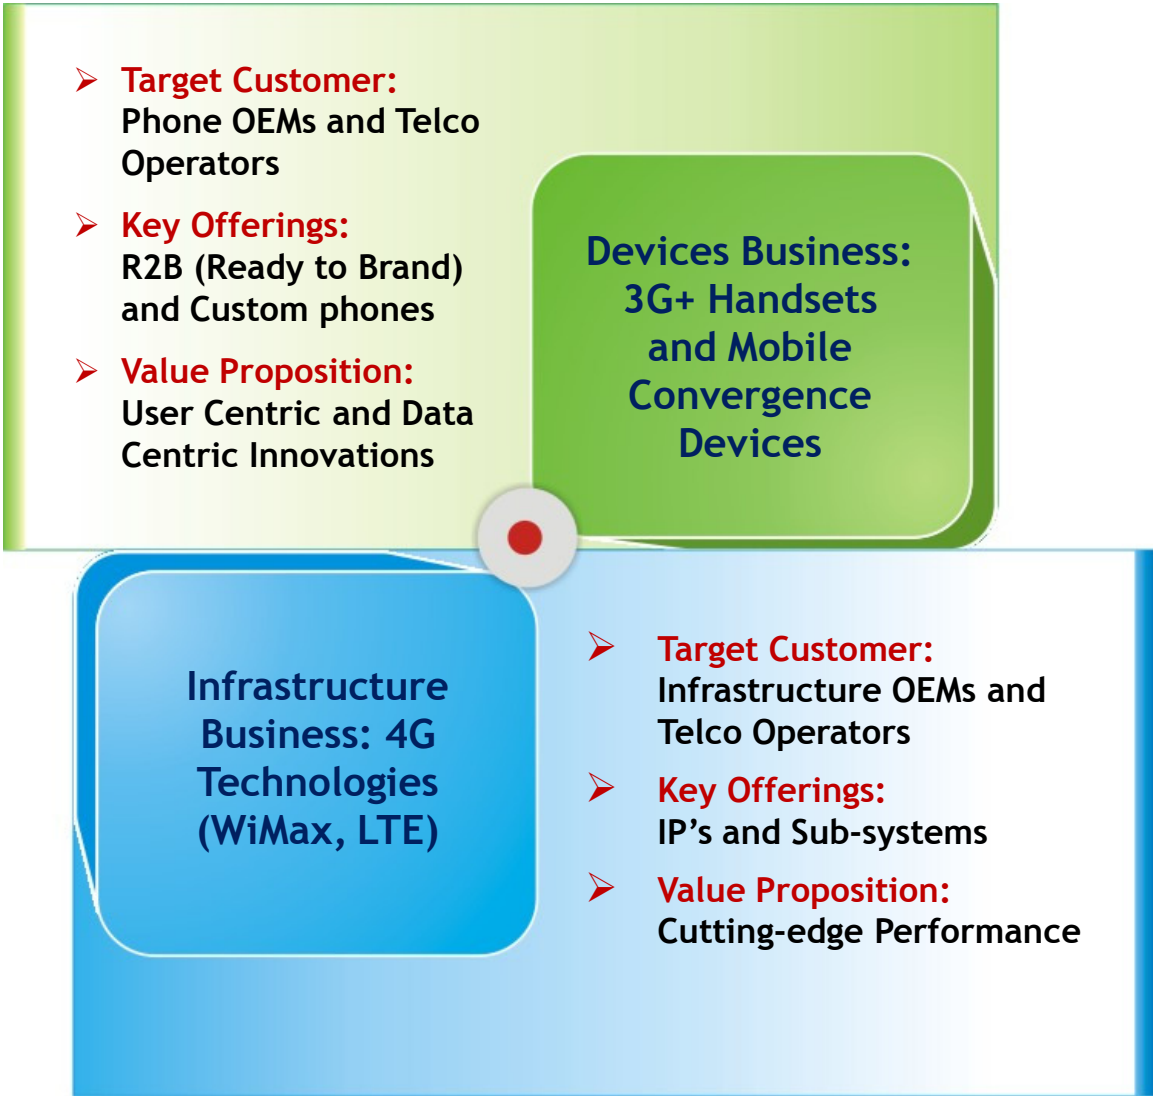 Target Customer:
Phone OEMs and Telco
Operators
Key Offerings:
R2B (Ready to Brand)
and Custom phones
Value Proposition:
User Centric and Data
Centric Innovations
Devices Business:
3G+ Handsets
and Mobile
Convergence
Devices
Infrastructure
Business: 4G
Technologies
(WiMax, LTE)
Target Customer:
Infrastructure OEMs and
Telco Operators
Key Offerings:
IP’s and Sub-systems
Value Proposition:
Cutting-edge Performance